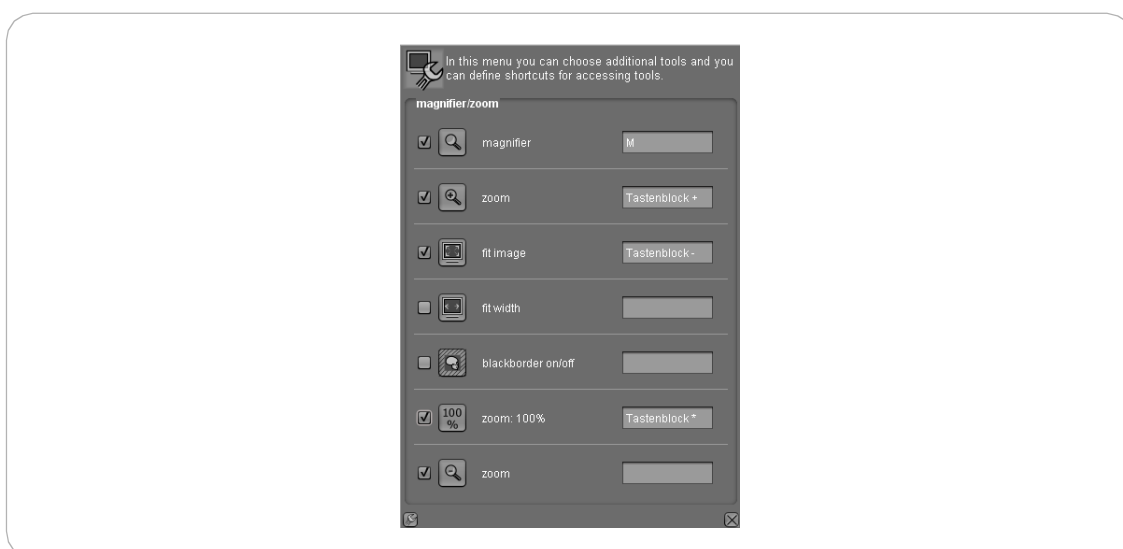 In this menu you can choose additional tools and you
can define shortcuts for accessing tools.
magnifier/zoom
magnifier M
zoom Tastenblock +
fit image Tastenblock -
fit width
blackborder on/off
100
% zoom: 100% Tastenblock *
zoom